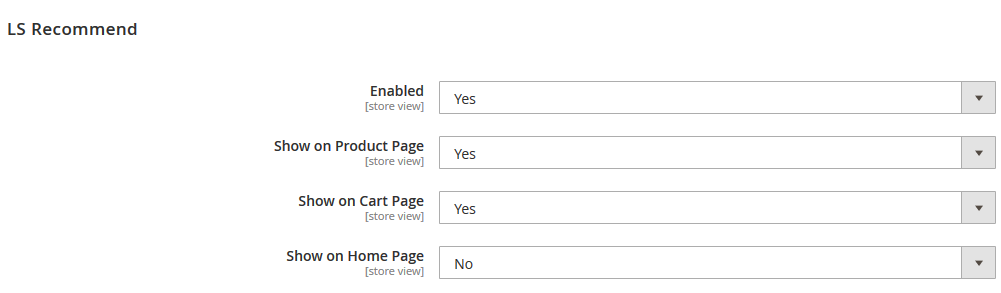 LS Recommend
Enabled
[store view]
Yes
Show on Product Page
[store view]
Yes
Show on Cart Page
[store view]
Yes
Show on Home Page
[store view]
No